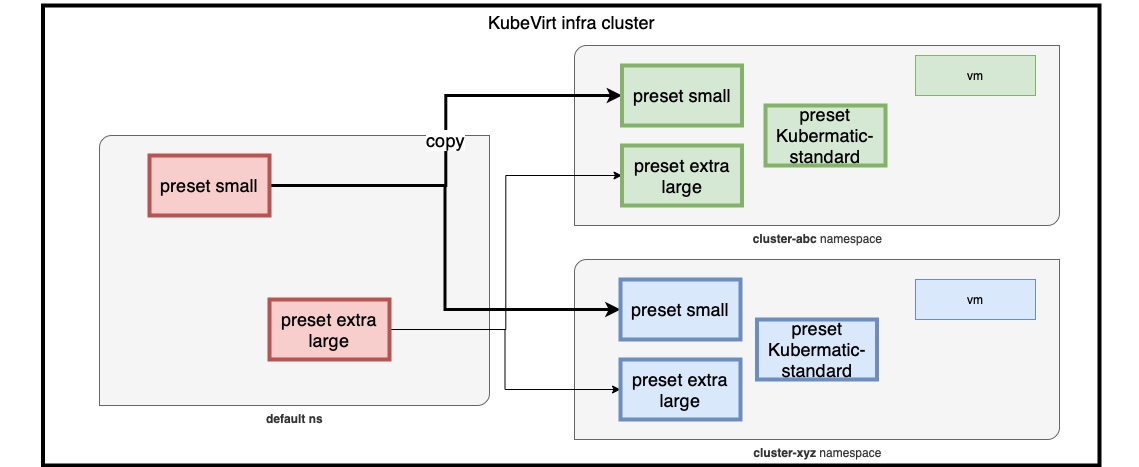 KubeVirt infra cluster
copy
preset small
preset extra
large
default ns
preset small
preset extra
large
preset
Kubermatic-
standard
vm
cluster-abc namespace
preset small
preset extra
large
preset
Kubermatic-
standard
vm
cluster-xyz namespace